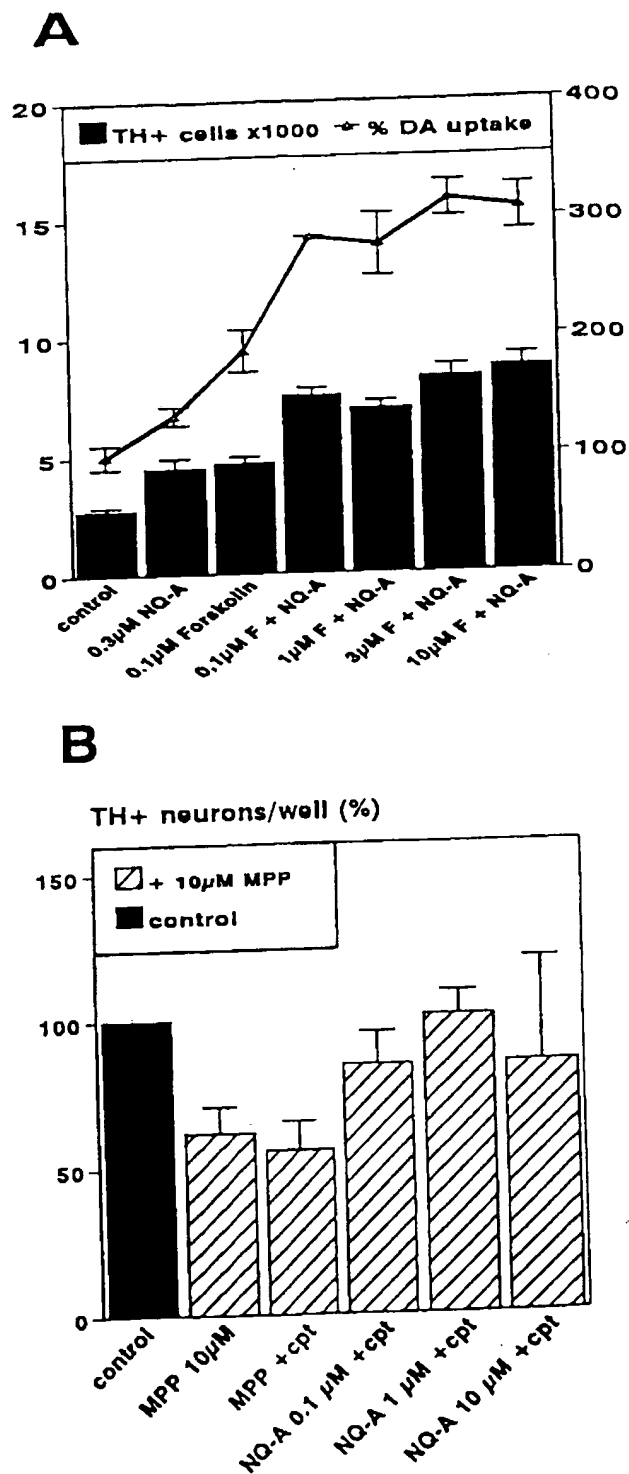 A
20
15
10
5
0
400
300
200
100
0
TH+ cells x1000 % DA uptake
control
0.3µM NQ-A
0.1µM Forskolin
0,1µM F + NQ-A
1µM F + NQ-A
3µM F + NQ-A
10µM F + NQ-A
B
TH+ neurons/well (%)
150
100
50
0
+ 10µM MPP
control
control
MPP 10µM
MPP +cpt
NQ-A 0.1 µM +cpt
NQ-A 1 µM +cpt
NQ-A 10 µM +cpt